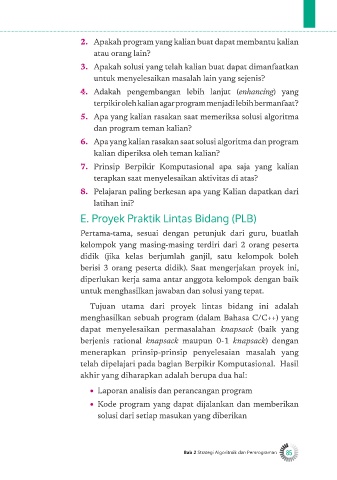 2. Apakah program yang kalian buat dapat membantu kalian
atau orang lain?
3. Apakah solusi yang telah kalian buat dapat dimanfaatkan
untuk menyelesaikan masalah lain yang sejenis?
4. Adakah pengembangan lebih lanjut (enhancing) yang
terpikir oleh kalian agar program menjadi lebih bermanfaat?
5. Apa yang kalian rasakan saat memeriksa solusi algoritma
dan program teman kalian?
6. Apa yang kalian rasakan saat solusi algoritma dan program
kalian diperiksa oleh teman kalian?
7. Prinsip Berpikir Komputasional apa saja yang kalian
terapkan saat menyelesaikan aktivitas di atas?
8. Pelajaran paling berkesan apa yang Kalian dapatkan dari
latihan ini?
E. Proyek Praktik Lintas Bidang (PLB)
Pertama-tama, sesuai dengan petunjuk dari guru, buatlah
kelompok yang masing-masing terdiri dari 2 orang peserta
didik (jika kelas berjumlah ganjil, satu kelompok boleh
berisi 3 orang peserta didik). Saat mengerjakan proyek ini,
diperlukan kerja sama antar anggota kelompok dengan baik
untuk menghasilkan jawaban dan solusi yang tepat.
Tujuan utama dari proyek lintas bidang ini adalah
menghasilkan sebuah program (dalam Bahasa C/C++) yang
dapat menyelesaikan permasalahan knapsack (baik yang
berjenis rational knapsack maupun 0-1 knapsack) dengan
menerapkan prinsip-prinsip penyelesaian masalah yang
telah dipelajari pada bagian Berpikir Komputasional. Hasil
akhir yang diharapkan adalah berupa dua hal:
• Laporan analisis dan perancangan program
• Kode program yang dapat dijalankan dan memberikan
solusi dari setiap masukan yang diberikan
Bab 2 Strategi Algoritmik dan Pemrograman 85